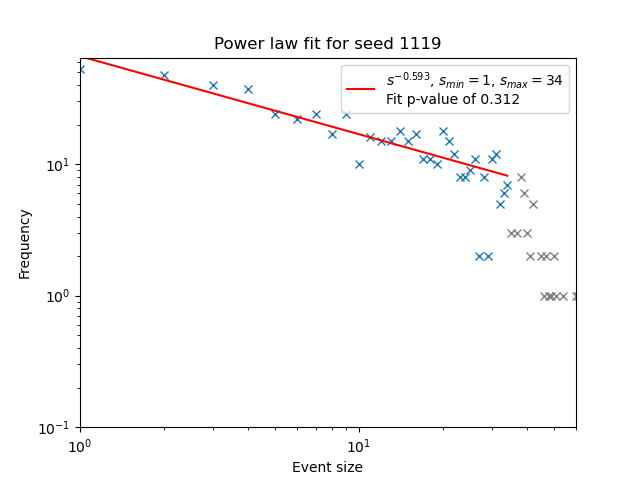 Power law fit for seed 1119
s^{-0.593}, s_{min} = 1, s_{max} = 34
Fit p-value of 0.312
Frequency
10^1
10^0
10^{-1}
10^0
10^1
Event size